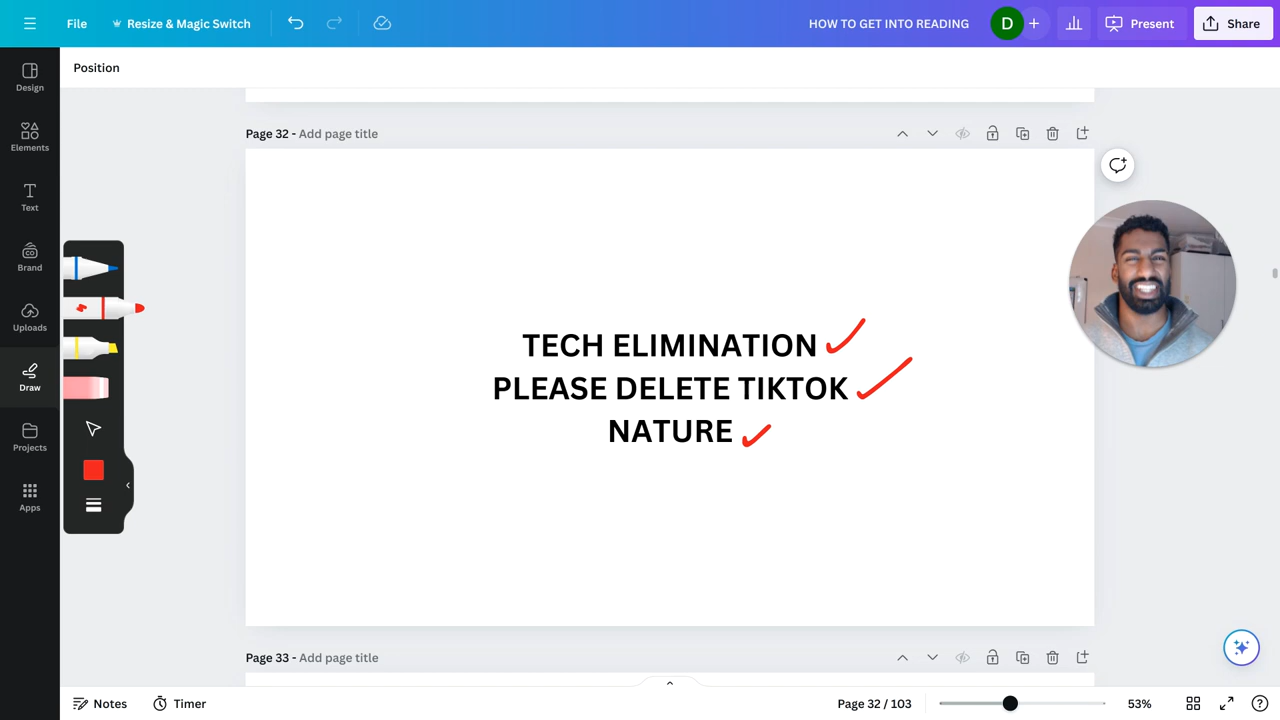 File
Resize & Magic Switch
HOW TO GET INTO READING
D
Present
Share
Position
Design
Elements
Text
Brand
Uploads
Draw
Projects
Apps
Page 32 - Add page title
TECH ELIMINATION
PLEASE DELETE TIKTOK
NATURE
Page 33 - Add page title
Notes
Timer
Page 32 / 103
53%